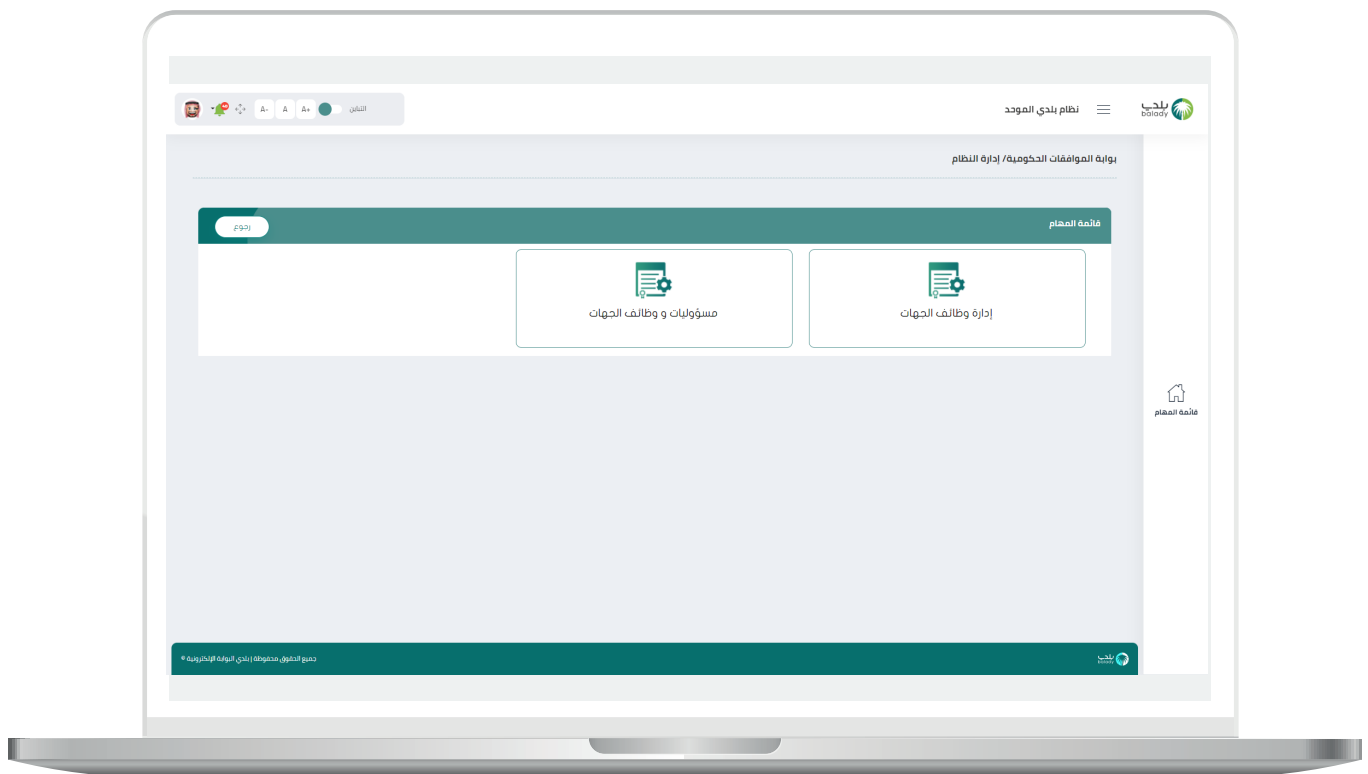 بلدي
balady
نظام بلدي الموحد
التباين
A+
A
A-
بوابة الموافقات الحكومية/ إدارة النظام
قائمة المهام
رجوع
إدارة وظائف الجهات
مسؤوليات و وظائف الجهات
قائمة المهام
بلدي
balady
جميع الحقوق محفوظة | بلدي البوابة الإلكترونية ©